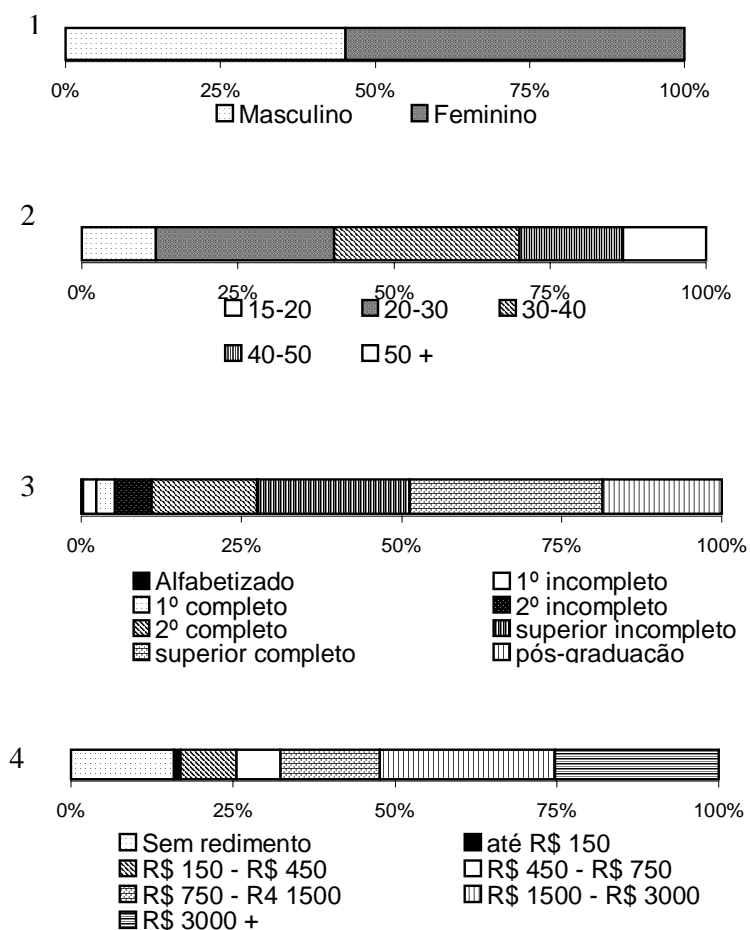 1
0% 25% 50% 75% 100%
Masculino Feminino
2
0% 25% 50% 75% 100%
15-20 20-30 30-40
40-50 50 +
3
0% 25% 50% 75% 100%
Alfabetizado 1º incompleto
1º completo 2º incompleto
2º completo superior incompleto
superior completo pós-graduação
4
0% 25% 50% 75% 100%
Sem redimento até R$ 150
R$ 150 - R$ 450 R$ 450 - R$ 750
R$ 750 - R4 1500 R$ 1500 - R$ 3000
R$ 3000 +